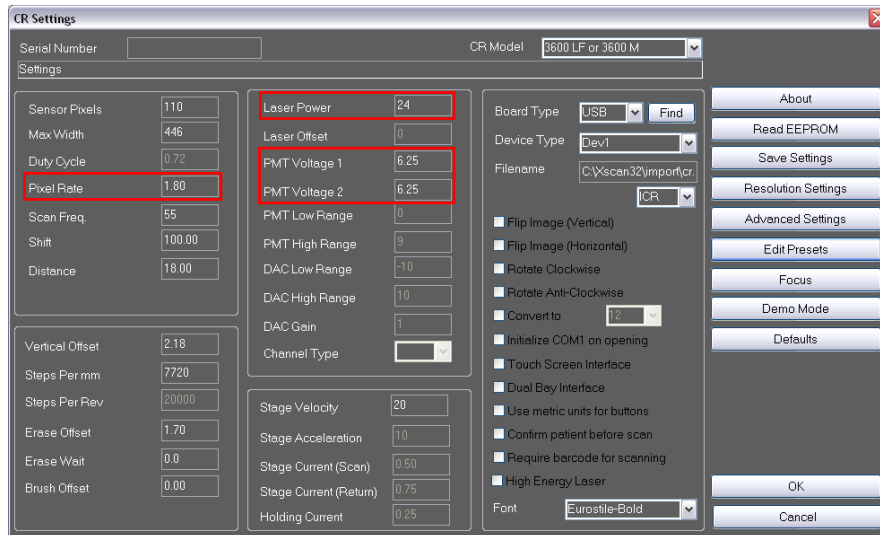 CR Settings
Serial Number
CR Model 3600 LF or 3600 M
Settings
Sensor Pixels 110
Max Width 446
Duty Cycle 0.72
Pixel Rate 1.80
Scan Freq. 55
Shift 100.00
Distance 18.00
Vertical Offset 2.18
Steps Per mm 7720
Steps Per Rev 20000
Erase Offset 1.70
Erase Wait 0.0
Brush Offset 0.00
Laser Power 24
Laser Offset 0
PMT Voltage 1 6.25
PMT Voltage 2 6.25
PMT Low Range 0
PMT High Range 9
DAC Low Range -10
DAC High Range 10
DAC Gain 1
Channel Type
Stage Velocity 20
Stage Accelaration 10
Stage Current (Scan) 0.50
Stage Current (Return) 0.75
Holding Current 0.25
Board Type USB Find
Device Type Dev1
Filename C:\Xscan32\import\cr.
ICR
Flip Image (Vertical)
Flip Image (Horizontal)
Rotate Clockwise
Rotate Anti-Clockwise
Convert to 12
Initialize COM1 on opening
Touch Screen Interface
Dual Bay Interface
Use metric units for buttons
Confirm patient before scan
Require barcode for scanning
High Energy Laser
Font Eurostile-Bold
About
Read EEPROM
Save Settings
Resolution Settings
Advanced Settings
Edit Presets
Focus
Demo Mode
Defaults
OK
Cancel